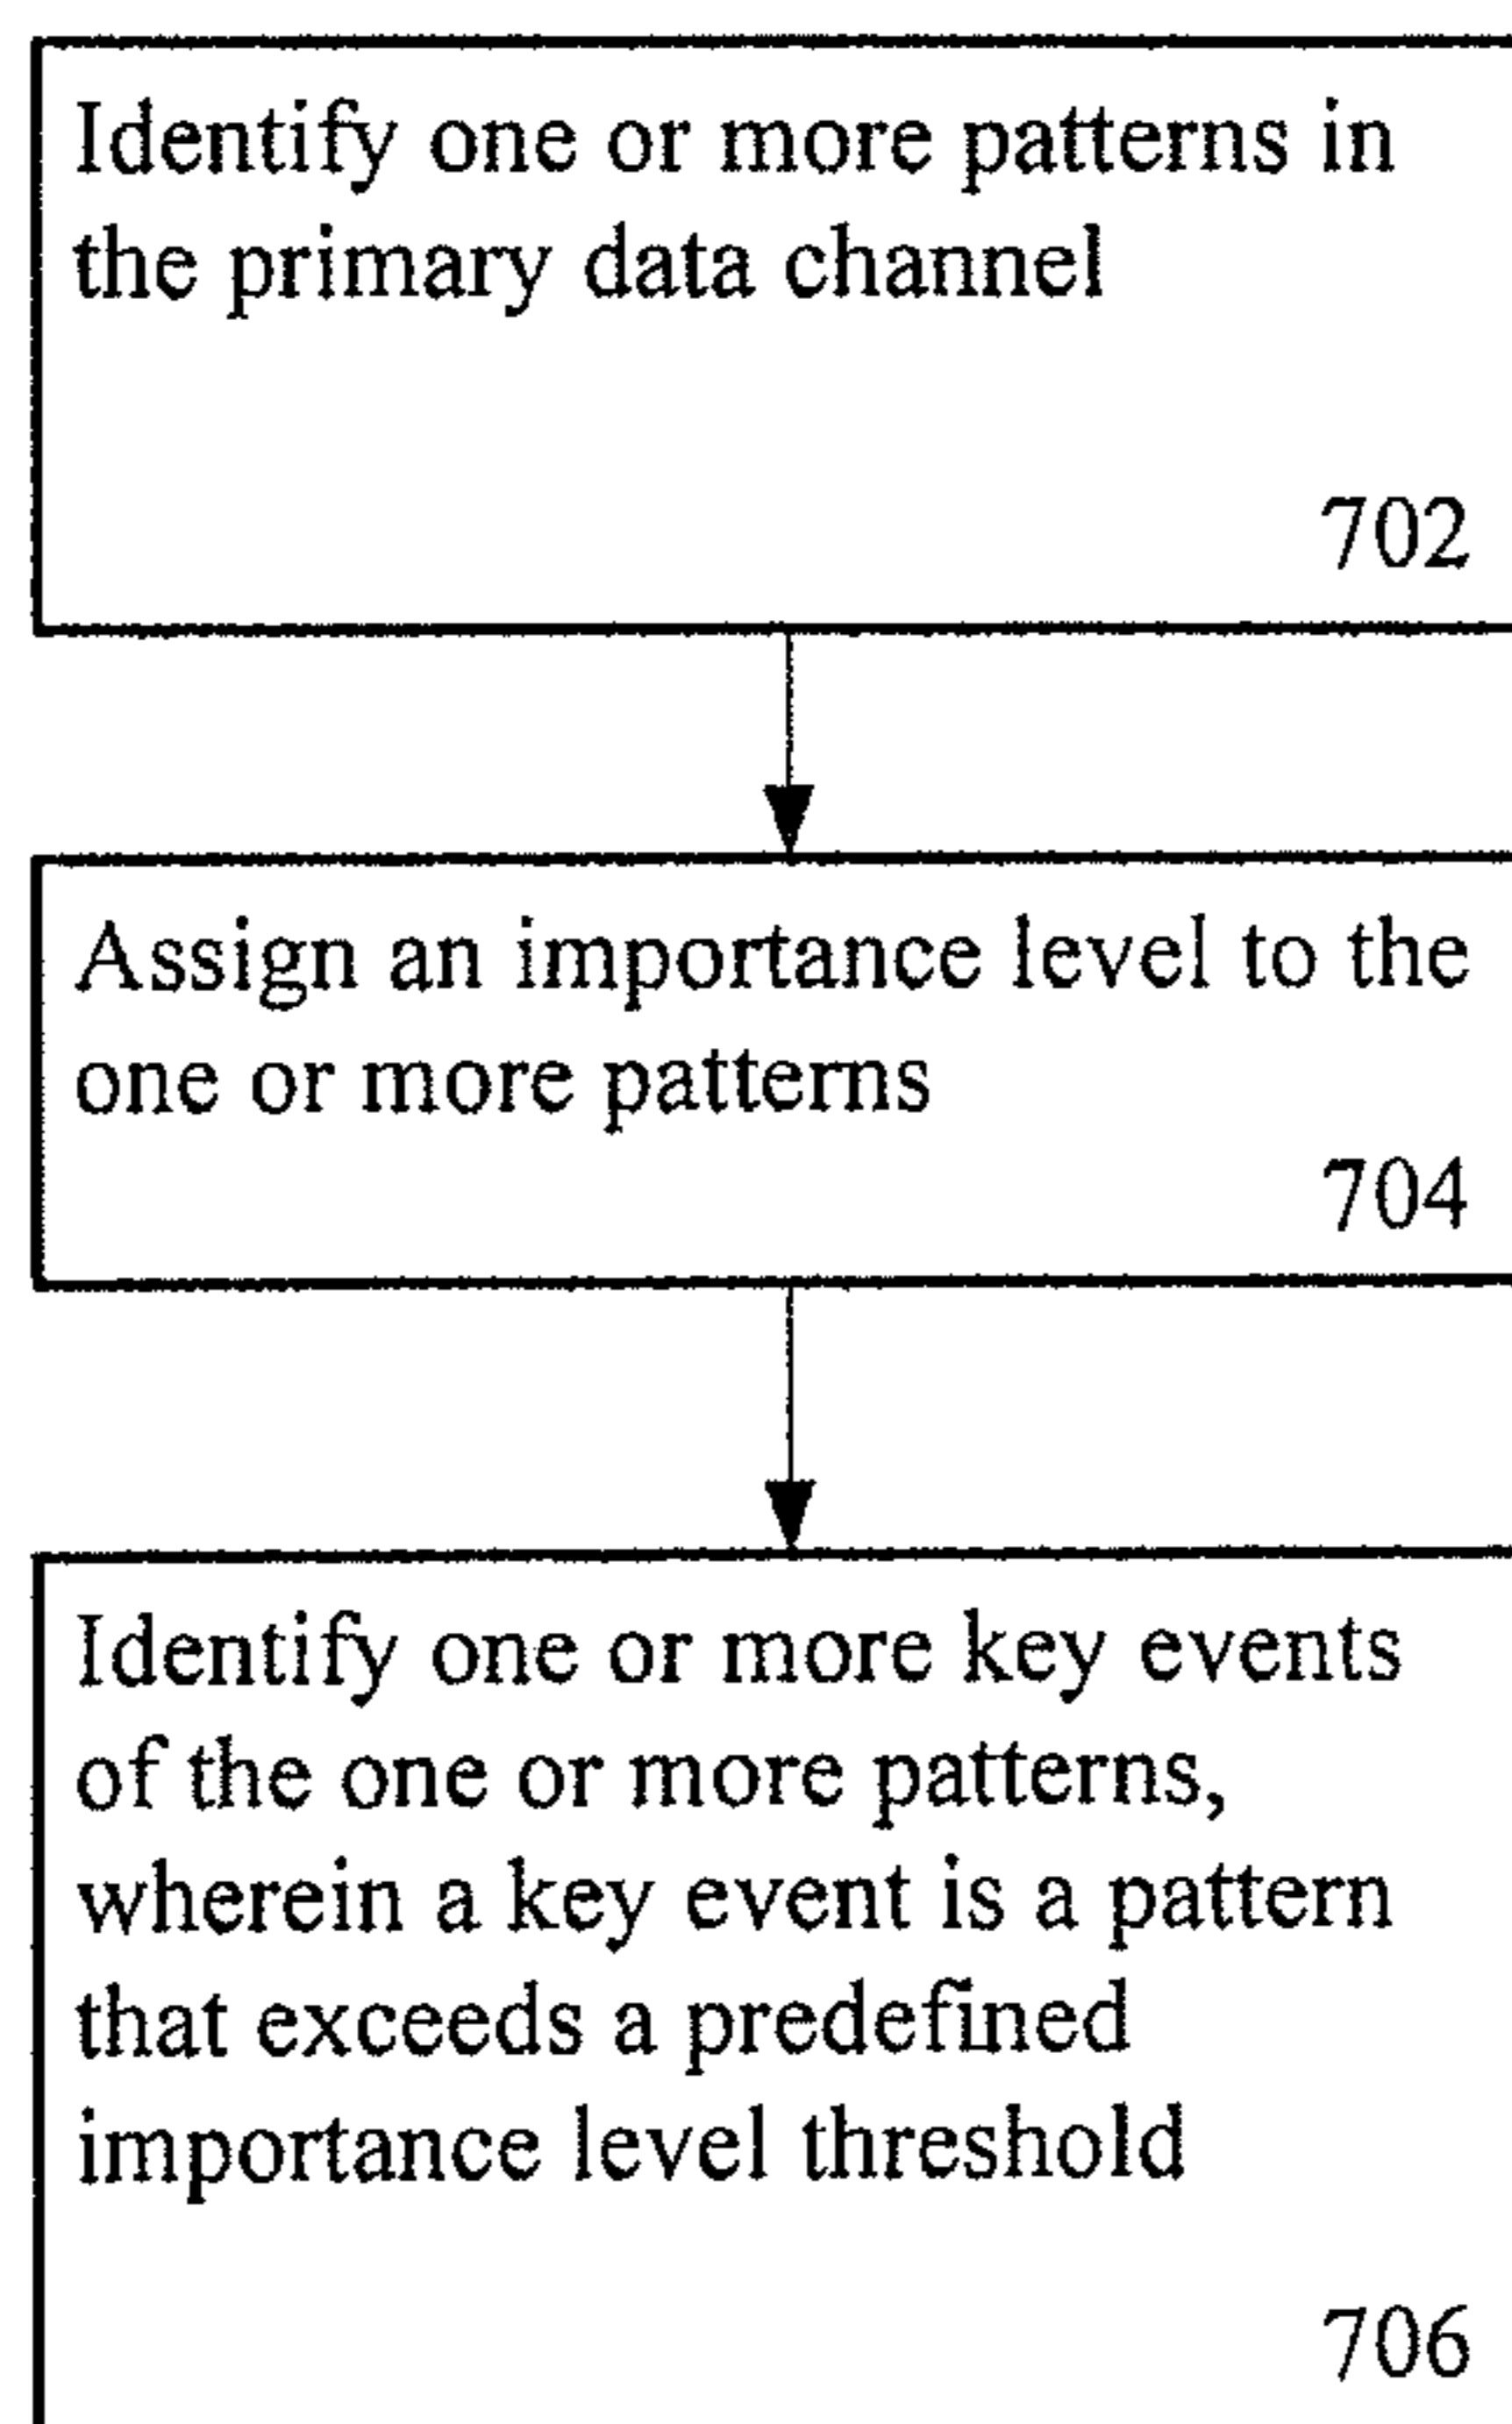 Identify one or more patterns in
the primary data channel
702
Assign an importance level to the
one or more patterns
704
Identify one or more key events
of the one or more patterns,
wherein a key event is a pattern
that exceeds a predefined
importance level threshold
706